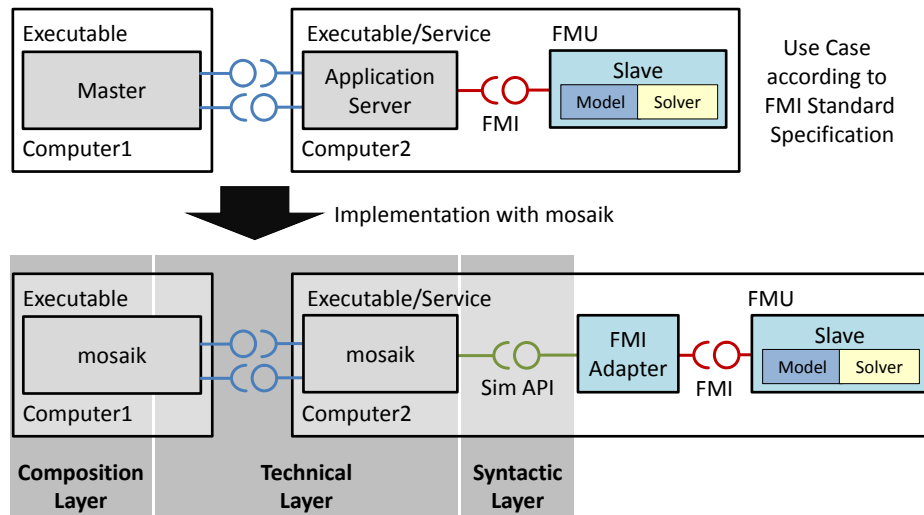 Executable
Master
Computer1
Executable/Service
Application
Server
Computer2
FMI
FMU
Slave
Model
Solver
Use Case
according to
FMI Standard
Specification
Implementation with mosaik
Executable
mosaik
Computer1
Executable/Service
mosaik
Computer2
Sim API
FMI
Adapter
FMI
FMU
Slave
Model
Solver
Composition
Layer
Technical
Layer
Syntactic
Layer